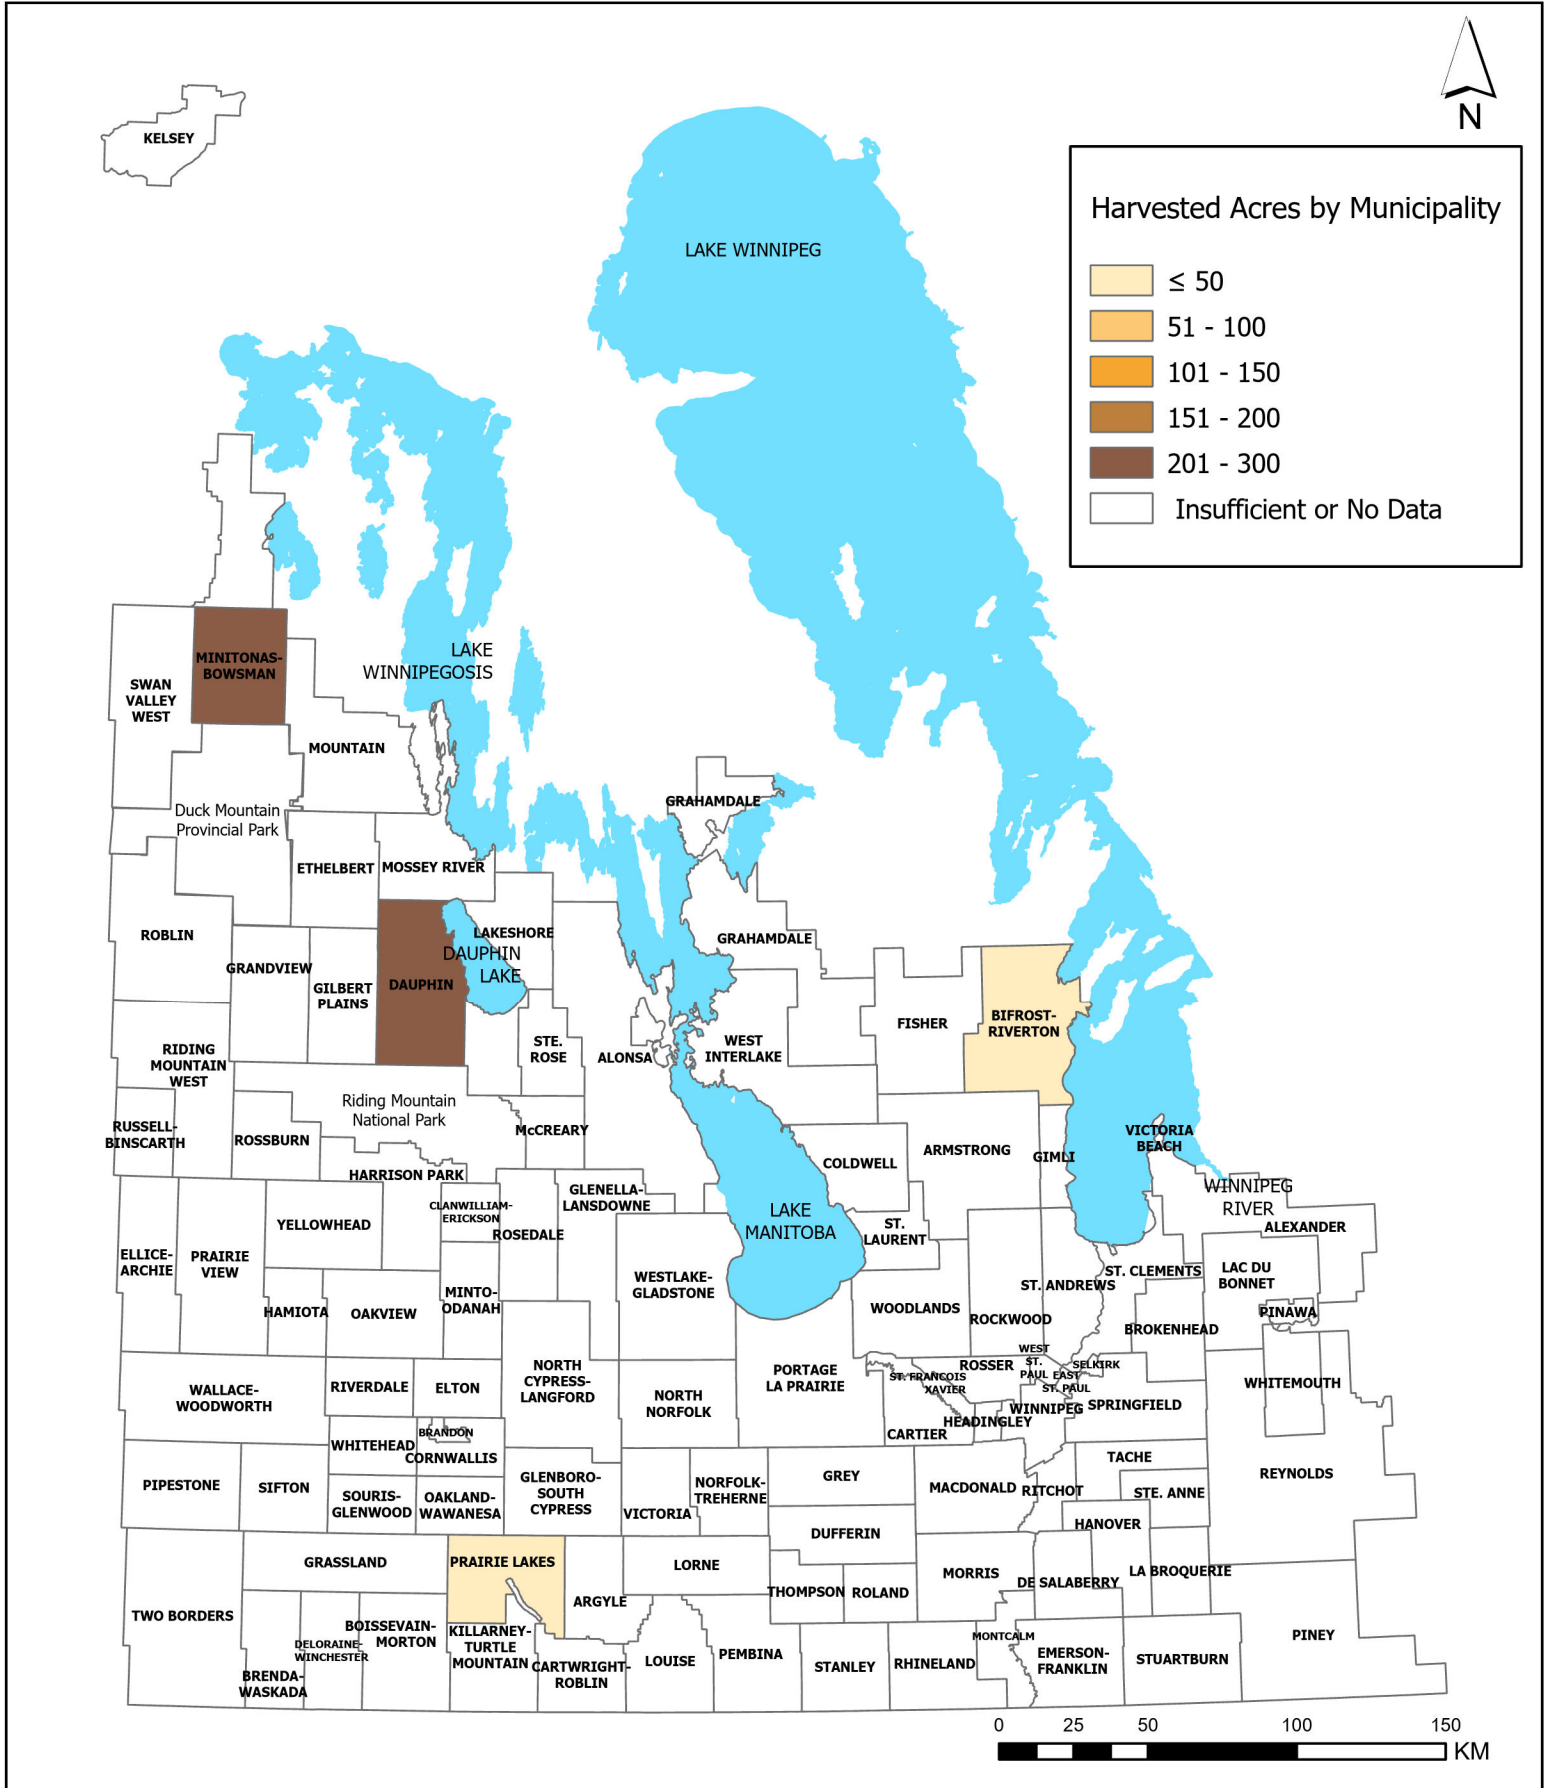 N
KELSEY
Harvested Acres by Municipality
≤ 50
51 - 100
101 - 150
151 - 200
201 - 300
Insufficient or No Data
LAKE WINNIPEG
LAKE
WINNIPEGOSIS
MINITONAS-
BOWSMAN
SWAN
VALLEY
WEST
MOUNTAIN
Duck Mountain
Provincial Park
GRAHAMDALE
ETHELBERT
MOSSEY RIVER
ROBLIN
LAKESHORE
GRAHAMDALE
DAUPHIN
LAKE
GRANDVIEW
GILBERT
PLAINS
DAUPHIN
BIFROST-
RIVERTON
FISHER
RIDING
MOUNTAIN
WEST
STE.
ROSE
ALONSA
WEST
INTERLAKE
Riding Mountain
National Park
RUSSELL-
BINSCARTH
ROSSBURN
McCREARY
VICTORIA
BEACH
ARMSTRONG
GIMLI
COLDWELL
HARRISON PARK
GLENELLA-
LANSDOWNE
WINNIPEG
RIVER
CLANWILLIAM-
ERICKSON
YELLOWHEAD
ROSEDALE
LAKE
MANITOBA
ST.
LAURENT
ALEXANDER
ELLICE-
ARCHIE
PRAIRIE
VIEW
ST. CLEMENTS
LAC DU
BONNET
WESTLAKE-
GLADSTONE
ST. ANDREWS
HAMIOTA
OAKVIEW
MINTO-
ODANAH
WOODLANDS
ROCKWOOD
PINAWA
BROKENHEAD
WEST
ST.
PAUL
ROSSER
SELKIRK
EAST
ST. PAUL
ST. FRANCOIS
XAVIER
NORTH
CYPRESS-
LANGFORD
PORTAGE
LA PRAIRIE
WALLACE-
WOODWORTH
RIVERDALE
ELTON
NORTH
NORFOLK
WHITEMOUTH
SPRINGFIELD
WINNIPEG
HEADINGLEY
CARTIER
BRANDON
WHITEHEAD
CORNWALLIS
TACHE
PIPESTONE
SIFTON
GLENBORO-
SOUTH
CYPRESS
NORFOLK-
TREHERNE
GREY
MACDONALD
RITCHOT
STE. ANNE
REYNOLDS
SOURIS-
GLENWOOD
OAKLAND-
WAWANESA
VICTORIA
HANOVER
DUFFERIN
GRASSLAND
PRAIRIE LAKES
LORNE
MORRIS
DE SALABERRY
LA BROQUERIE
THOMPSON
ROLAND
ARGYLE
TWO BORDERS
BOISSEVAIN-
MORTON
DELORAINE-
WINCHESTER
KILLARNEY-
TURTLE
MOUNTAIN
MONTCALM
PINEY
BRENDA-
WASKADA
CARTWRIGHT-
ROBLIN
LOUISE
PEMBINA
STANLEY
RHINELAND
EMERSON-
FRANKLIN
STUARTBURN
0 25 50 100 150
KM